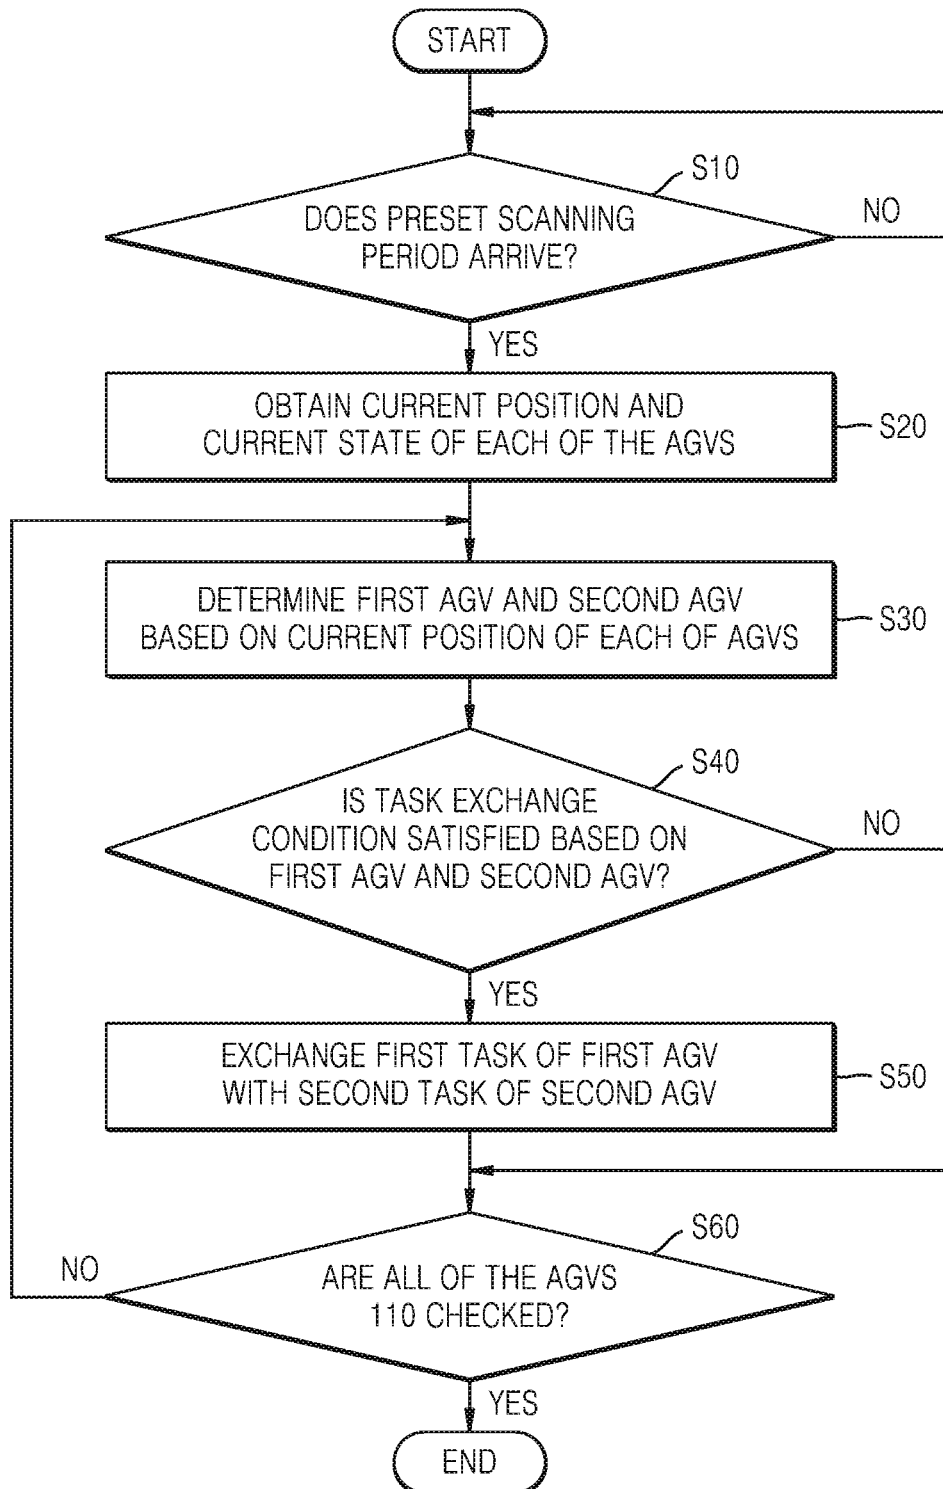 START
S10
DOES PRESET SCANNING
PERIOD ARRIVE?
NO
YES
OBTAIN CURRENT POSITION AND
CURRENT STATE OF EACH OF THE AGVS
S20
DETERMINE FIRST AGV AND SECOND AGV
BASED ON CURRENT POSITION OF EACH OF AGVS
S30
S40
IS TASK EXCHANGE
CONDITION SATISFIED BASED ON
FIRST AGV AND SECOND AGV?
NO
YES
EXCHANGE FIRST TASK OF FIRST AGV
WITH SECOND TASK OF SECOND AGV
S50
S60
NO
ARE ALL OF THE AGVS
110 CHECKED?
YES
END